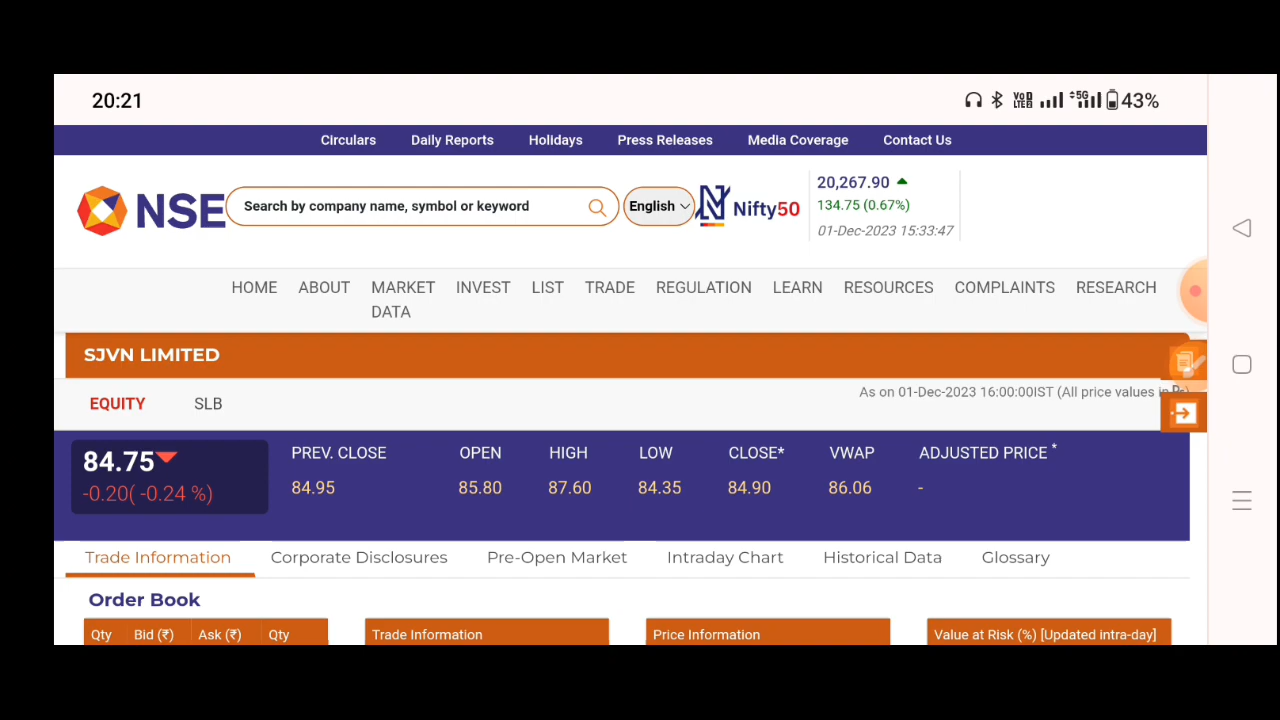 20:21
VoD LTE2 5G 43%
Circulars Daily Reports Holidays Press Releases Media Coverage Contact Us
NSE Search by company name, symbol or keyword English Nifty50
20,267.90
134.75 (0.67%)
01-Dec-2023 15:33:47
HOME ABOUT MARKET DATA INVEST LIST TRADE REGULATION LEARN RESOURCES COMPLAINTS RESEARCH
SJVN LIMITED
EQUITY SLB
As on 01-Dec-2023 16:00:00IST (All price values in
84.75
-0.20( -0.24 %)
PREV. CLOSE OPEN HIGH LOW CLOSE* VWAP ADJUSTED PRICE *
84.95 85.80 87.60 84.35 84.90 86.06 -
Trade Information Corporate Disclosures Pre-Open Market Intraday Chart Historical Data Glossary
Order Book
Qty Bid (₹) Ask (₹) Qty Trade Information Price Information Value at Risk (%) [Updated intra-day]